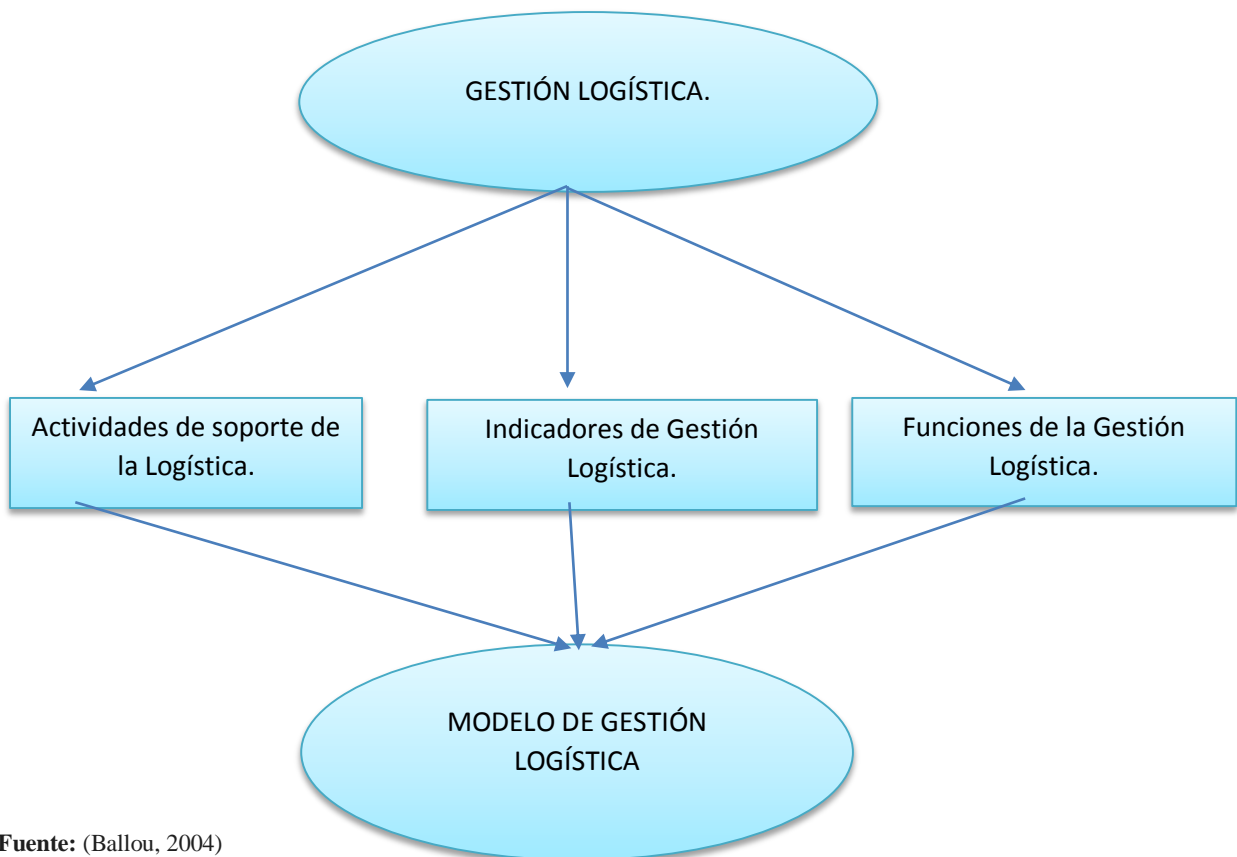 GESTIÓN LOGÍSTICA.
Actividades de soporte de
la Logística.
Indicadores de Gestión
Logística.
Funciones de la Gestión
Logística.
MODELO DE GESTIÓN
LOGÍSTICA
Fuente: (Ballou, 2004)